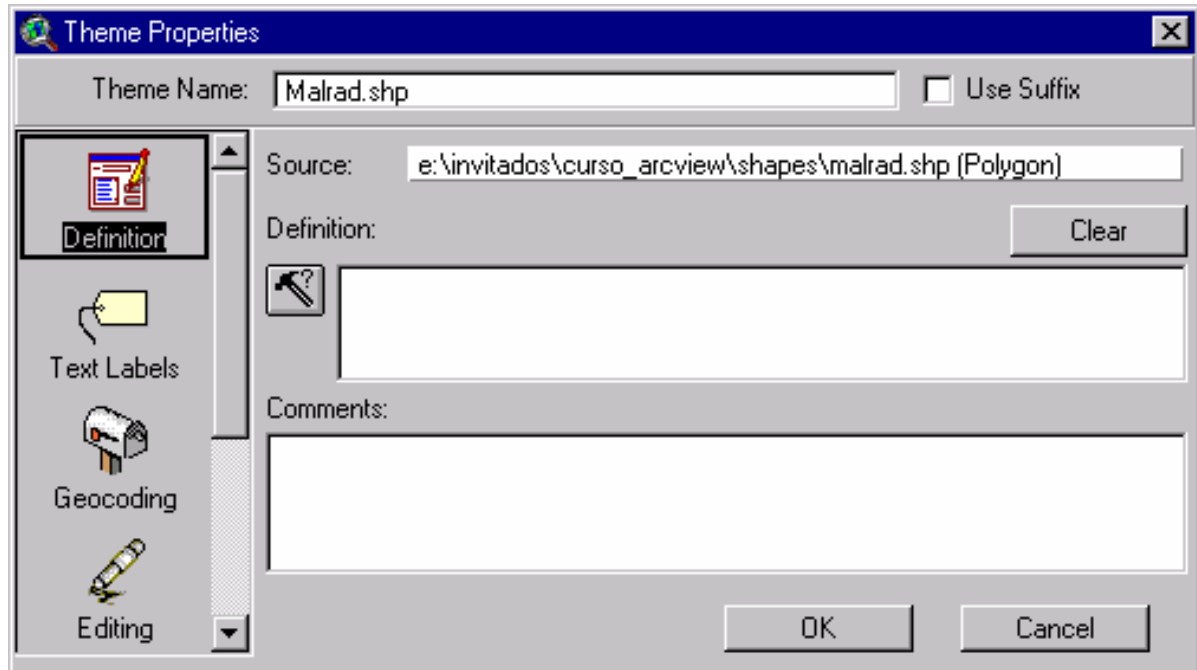 Theme Properties
Theme Name: Malrad.shp Use Suffix
Definition
Text Labels
Geocoding
Editing
Source: e:\invitados\curso_arcview\shapes\malrad.shp (Polygon)
Definition: Clear
?
Comments:
OK Cancel